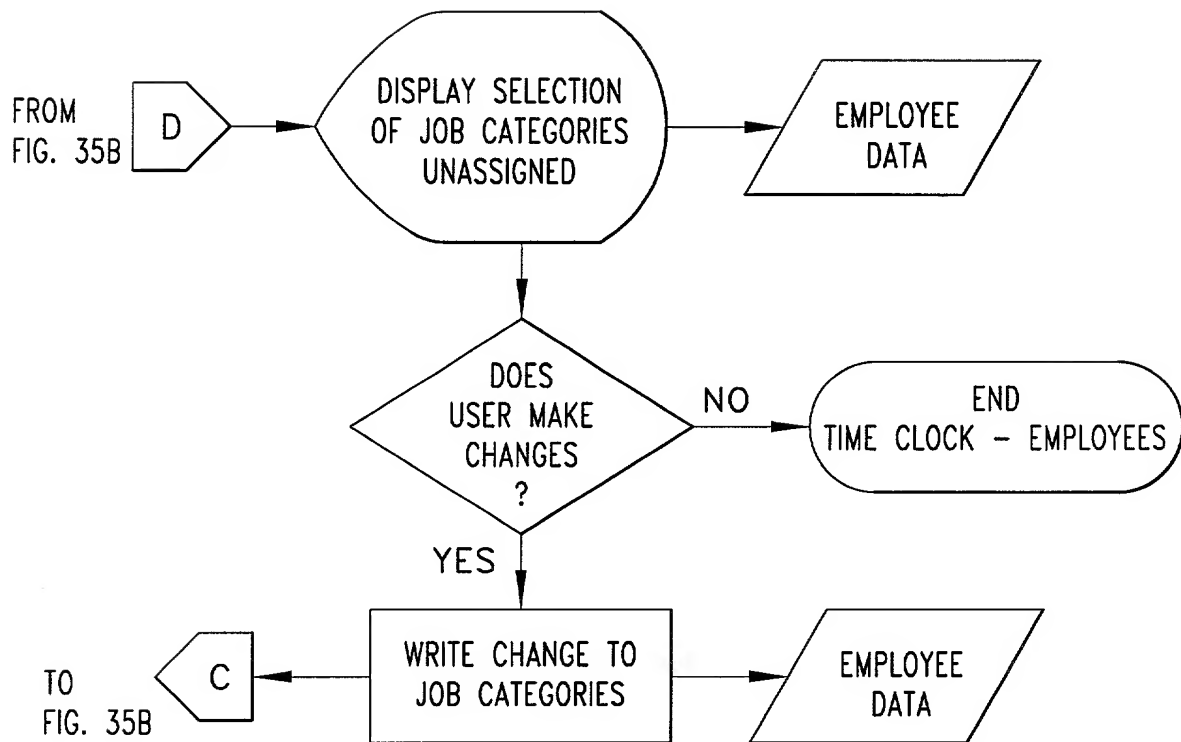 FROM
FIG. 35B
D
DISPLAY SELECTION
OF JOB CATEGORIES
UNASSIGNED
EMPLOYEE
DATA
DOES
USER MAKE
CHANGES
?
NO
END
TIME CLOCK – EMPLOYEES
YES
TO
FIG. 35B
C
WRITE CHANGE TO
JOB CATEGORIES
EMPLOYEE
DATA